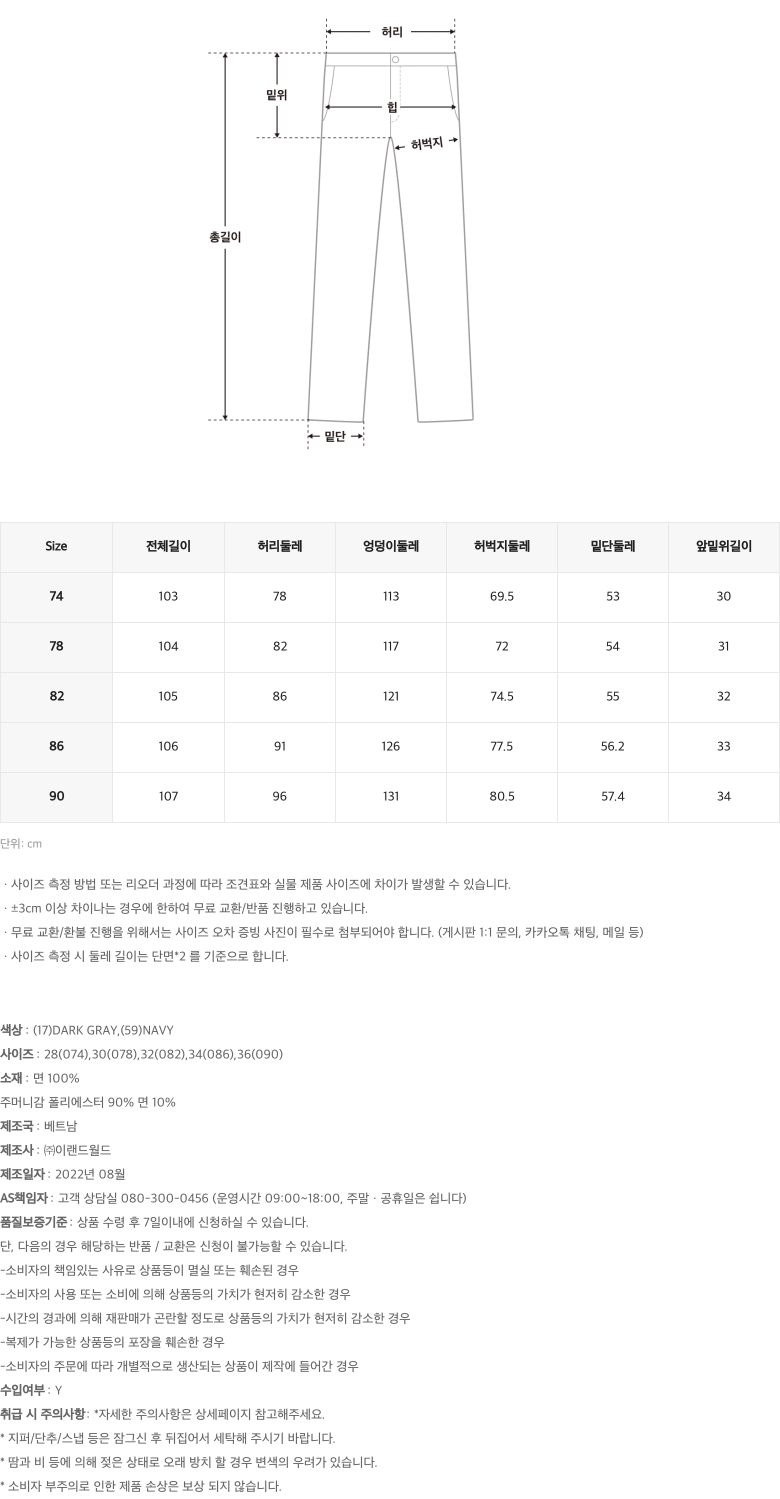 허리
밑위
힙
허벅지
총길이
밑단
Size 전체길이 허리둘레 엉덩이둘레 허벅지둘레 밑단둘레 앞밑위길이
74 103 78 113 69.5 53 30
78 104 82 117 72 54 31
82 105 86 121 74.5 55 32
86 106 91 126 77.5 56.2 33
90 107 96 131 80.5 57.4 34
단위: cm
· 사이즈 측정 방법 또는 리오더 과정에 따라 조견표와 실물 제품 사이즈에 차이가 발생할 수 있습니다.
· ±3cm 이상 차이나는 경우에 한하여 무료 교환/반품 진행하고 있습니다.
· 무료 교환/환불 진행을 위해서는 사이즈 오차 증빙 사진이 필수로 첨부되어야 합니다. (게시판 1:1 문의, 카카오톡 채팅, 메일 등)
· 사이즈 측정 시 둘레 길이는 단면*2 를 기준으로 합니다.
색상 : (17)DARK GRAY,(59)NAVY
사이즈 : 28(074),30(078),32(082),34(086),36(090)
소재 : 면 100%
주머니감 폴리에스터 90% 면 10%
제조국 : 베트남
제조사 : ㈜이랜드월드
제조일자 : 2022년 08월
AS책임자 : 고객 상담실 080-300-0456 (운영시간 09:00~18:00, 주말 · 공휴일은 쉽니다)
품질보증기준 : 상품 수령 후 7일이내에 신청하실 수 있습니다.
단, 다음의 경우 해당하는 반품 / 교환은 신청이 불가능할 수 있습니다.
-소비자의 책임있는 사유로 상품등이 멸실 또는 훼손된 경우
-소비자의 사용 또는 소비에 의해 상품등의 가치가 현저히 감소한 경우
-시간의 경과에 의해 재판매가 곤란할 정도로 상품등의 가치가 현저히 감소한 경우
-복제가 가능한 상품등의 포장을 훼손한 경우
-소비자의 주문에 따라 개별적으로 생산되는 상품이 제작에 들어간 경우
수입여부 : Y
취급 시 주의사항 : *자세한 주의사항은 상세페이지 참고해주세요.
* 지퍼/단추/스냅 등은 잠그신 후 뒤집어서 세탁해 주시기 바랍니다.
* 땀과 비 등에 의해 젖은 상태로 오래 방치 할 경우 변색의 우려가 있습니다.
* 소비자 부주의로 인한 제품 손상은 보상 되지 않습니다.